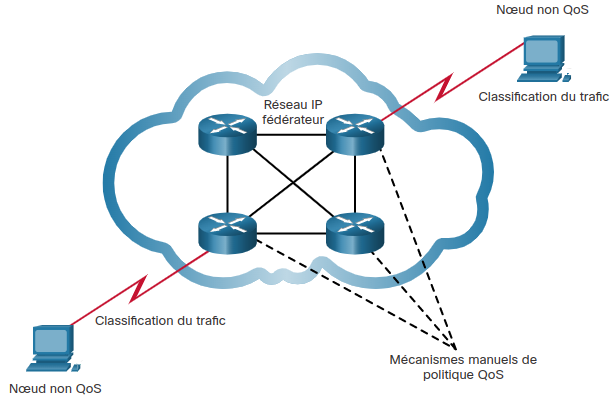 Nœud non QoS
Classification du trafic
Réseau IP
fédérateur
Classification du trafic
Mécanismes manuels de
politique QoS
Nœud non QoS